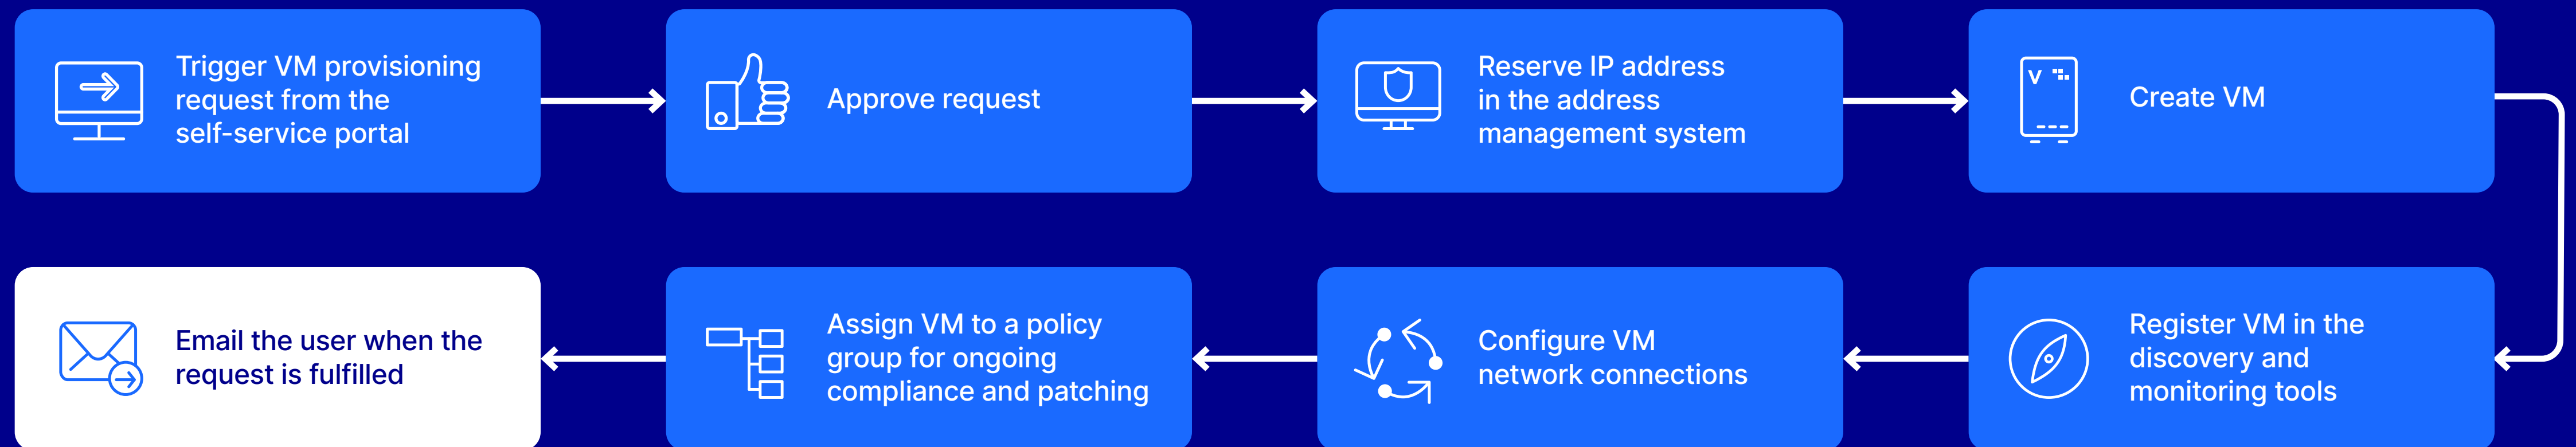 Trigger VM provisioning
request from the
self-service portal
Approve request
Reserve IP address
in the address
management system
V
Create VM
Register VM in the
discovery and
monitoring tools
Configure VM
network connections
Assign VM to a policy
group for ongoing
compliance and patching
Email the user when the
request is fulfilled